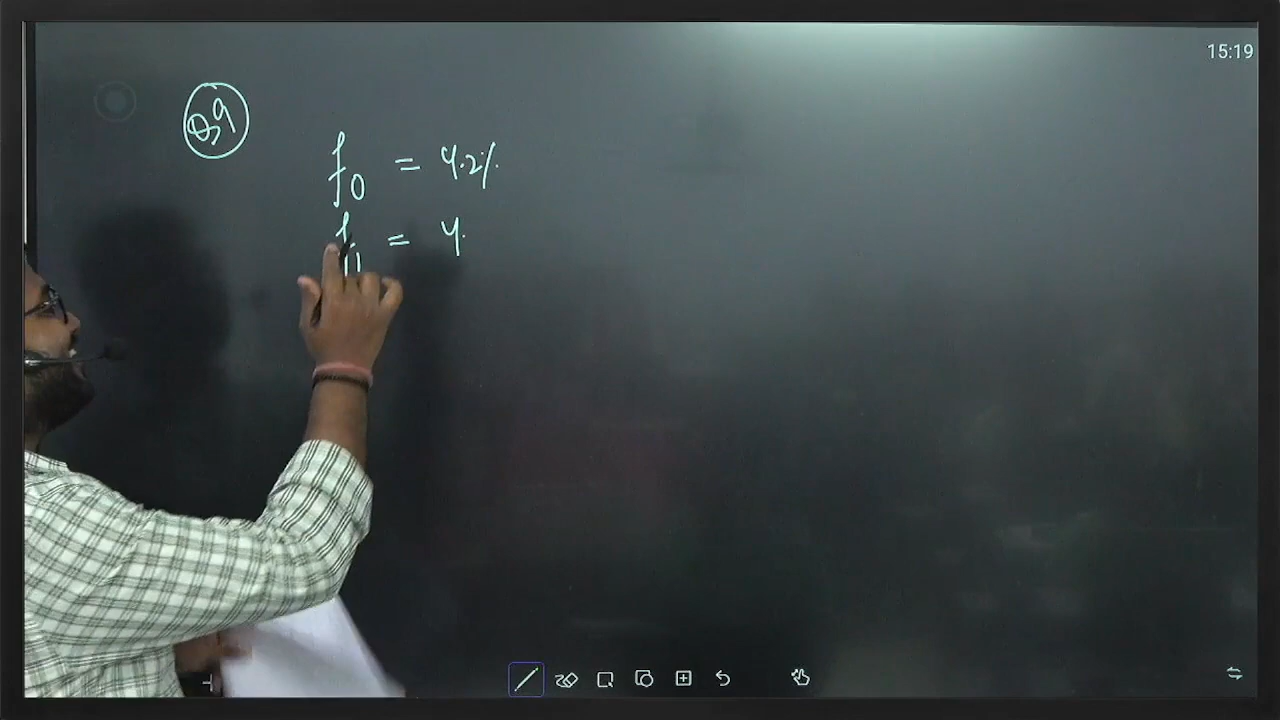 15:19
Q9
f0 = 4.2%
f1 = 4.